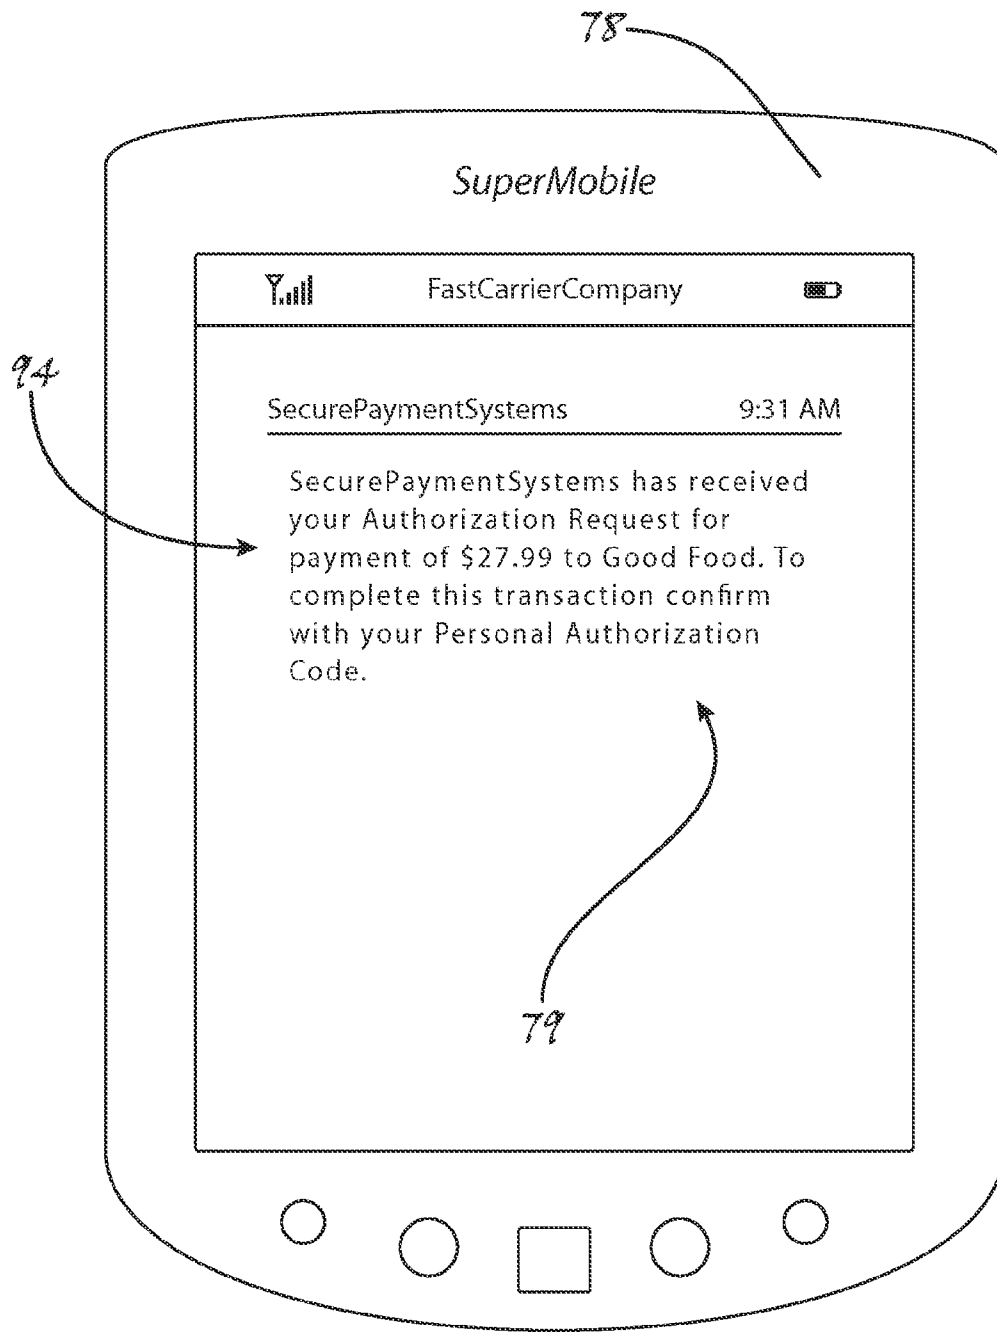 78
SuperMobile
FastCarrierCompany
94
SecurePaymentSystems 9:31 AM
SecurePaymentSystems has received
your Authorization Request for
payment of $27.99 to Good Food. To
complete this transaction confirm
with your Personal Authorization
Code.
79